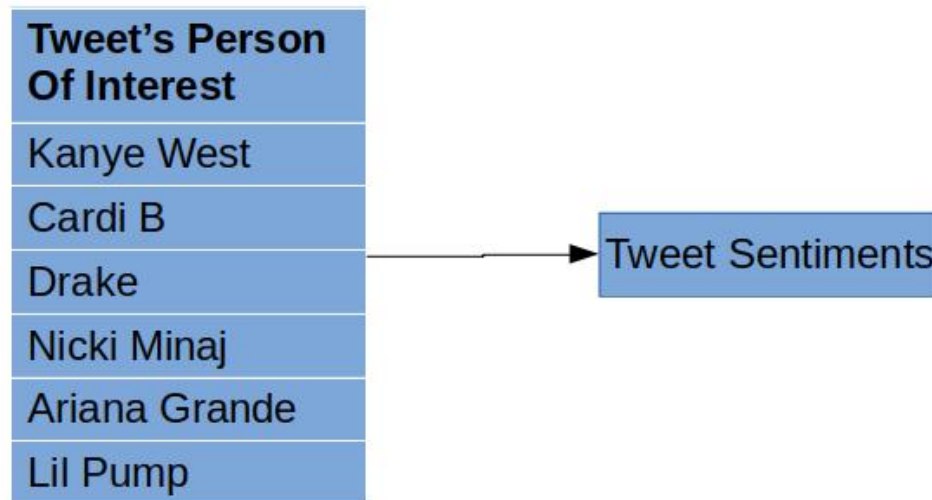 Tweet’s Person
Of Interest
Kanye West
Cardi B
Drake
Nicki Minaj
Ariana Grande
Lil Pump
Tweet Sentiments